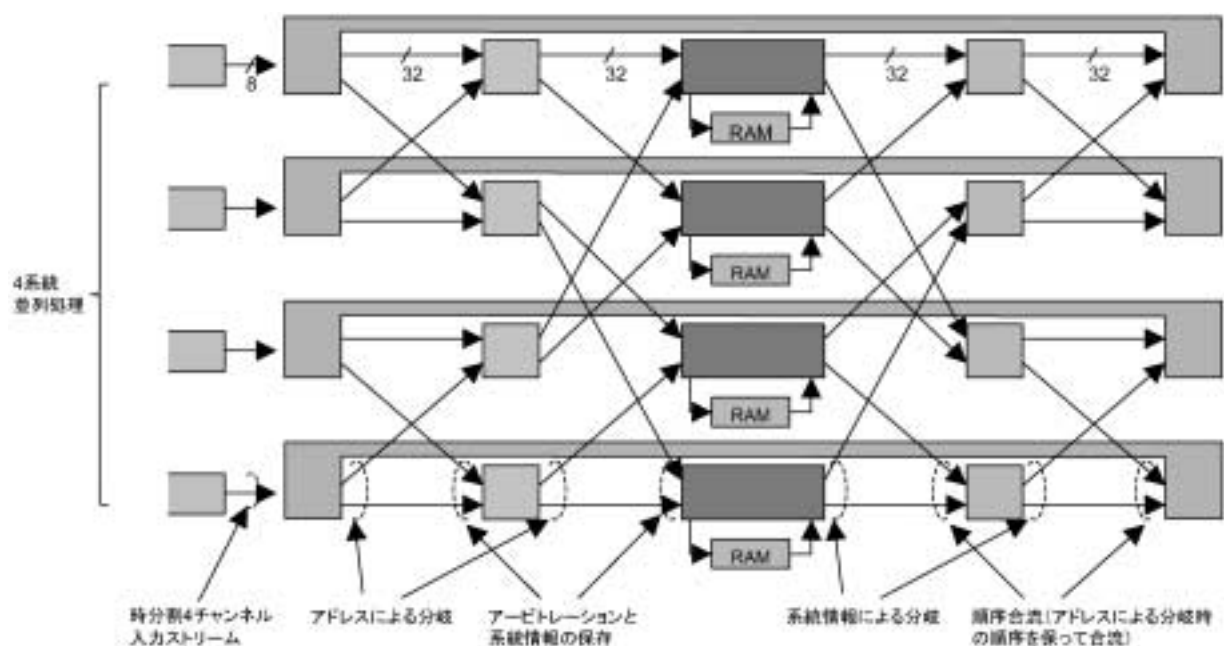 8
32
32
32
32
RAM
RAM
4系統
並列処理
RAM
RAM
時分割4チャンネル
入力ストリーム
アドレスによる分岐
アービトレーションと
系統情報の保存
系統情報による分岐
順序合流(アドレスによる分岐時
の順序を保って合流)